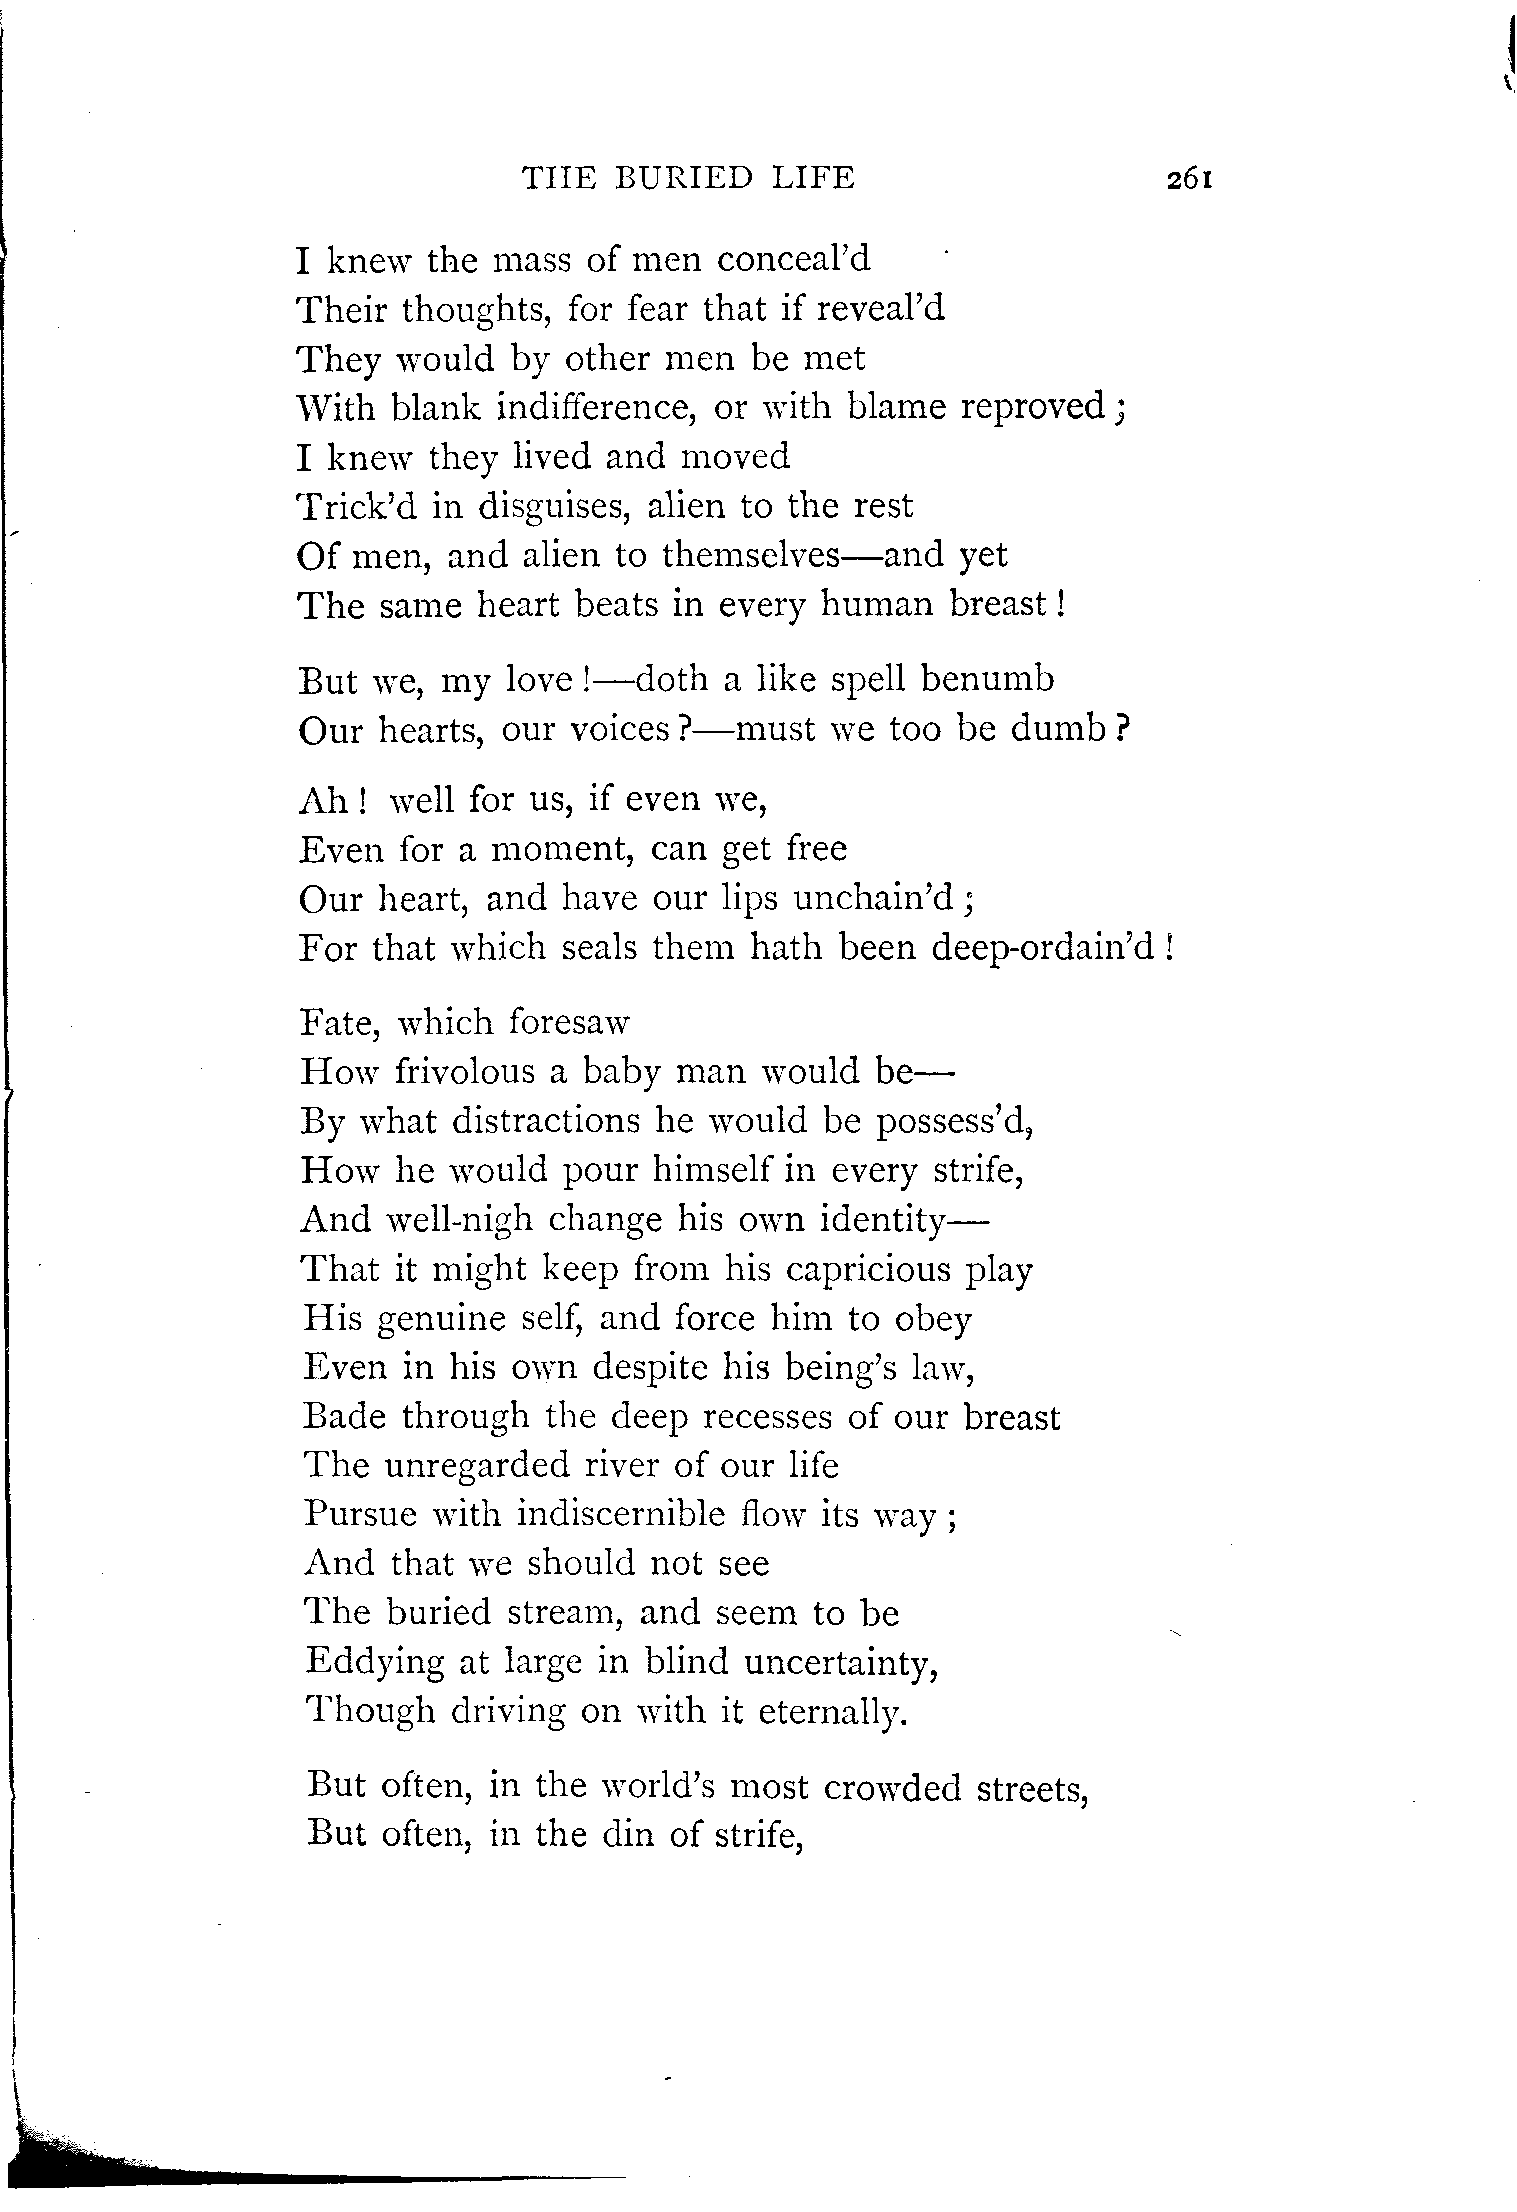 THE BURIED LIFE 261
I knew the mass of men conceal'd
Their thoughts, for fear that if reveal'd
They would by other men be met
With blank indifference, or with blame reproved;
I knew they lived and moved
Trick'd in disguises, alien to the rest
Of men, and alien to themselves—and yet
The same heart beats in every human breast!
But we, my love!—doth a like spell benumb
Our hearts, our voices?—must we too be dumb?
Ah! well for us, if even we,
Even for a moment, can get free
Our heart, and have our lips unchain'd;
For that which seals them hath been deep-ordain'd!
Fate, which foresaw
How frivolous a baby man would be—
By what distractions he would be possess'd,
How he would pour himself in every strife,
And well-nigh change his own identity—
That it might keep from his capricious play
His genuine self, and force him to obey
Even in his own despite his being's law,
Bade through the deep recesses of our breast
The unregarded river of our life
Pursue with indiscernible flow its way;
And that we should not see
The buried stream, and seem to be
Eddying at large in blind uncertainty,
Though driving on with it eternally.
But often, in the world's most crowded streets,
But often, in the din of strife,